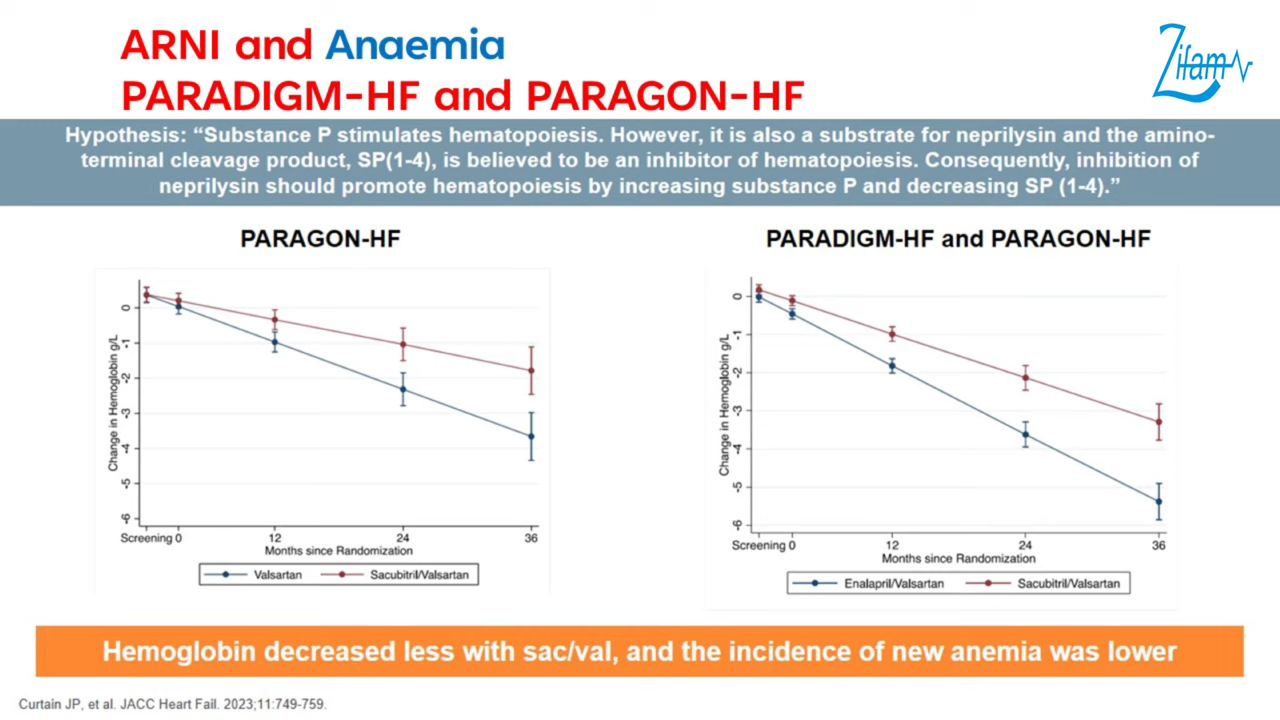 ARNI and Anaemia
PARADIGM-HF and PARAGON-HF
Zifam
Hypothesis: “Substance P stimulates hematopoiesis. However, it is also a substrate for neprilysin and the amino-
terminal cleavage product, SP(1-4), is believed to be an inhibitor of hematopoiesis. Consequently, inhibition of
neprilysin should promote hematopoiesis by increasing substance P and decreasing SP (1-4).”
PARAGON-HF
Change in Hemoglobin g/L
0
-1
-2
-3
-4
-5
-6
Screening 0 12 24 36
Months since Randomization
Valsartan Sacubitril/Valsartan
PARADIGM-HF and PARAGON-HF
Change in Hemoglobin g/L
0
-1
-2
-3
-4
-5
-6
Screening 0 12 24 36
Months since Randomization
Enalapril/Valsartan Sacubitril/Valsartan
Hemoglobin decreased less with sac/val, and the incidence of new anemia was lower
Curtain JP, et al. JACC Heart Fail. 2023;11:749-759.